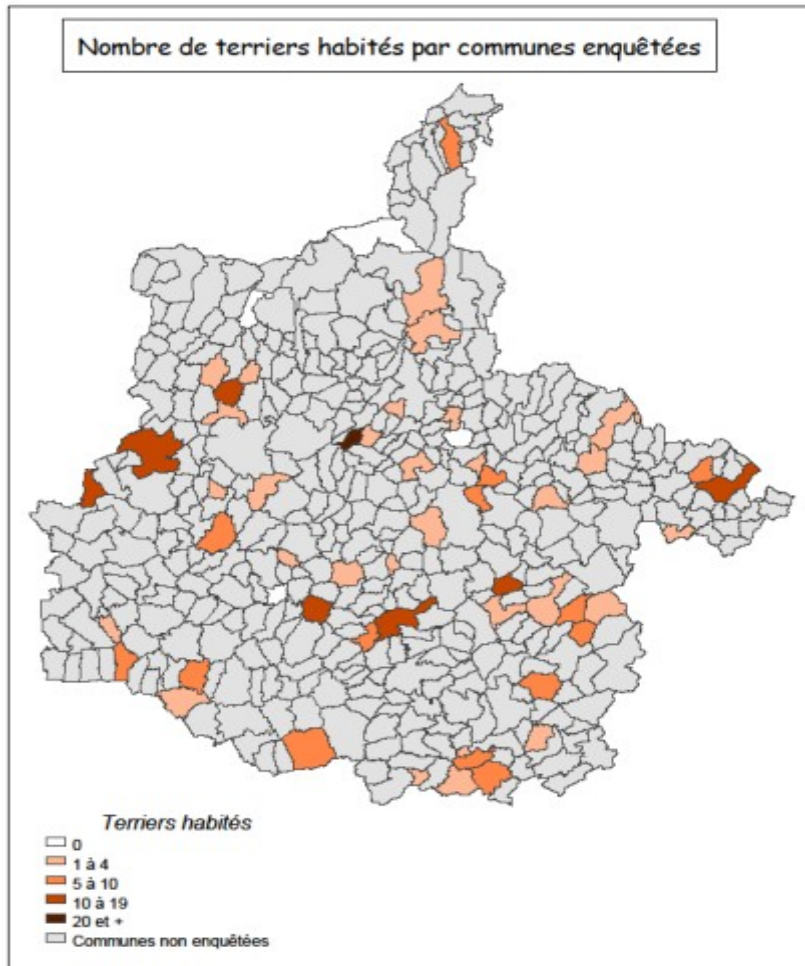 Nombre de terriers habités par communes enquêtées
Terriers habités
0
1 à 4
5 à 10
10 à 19
20 et +
Communes non enquêtées